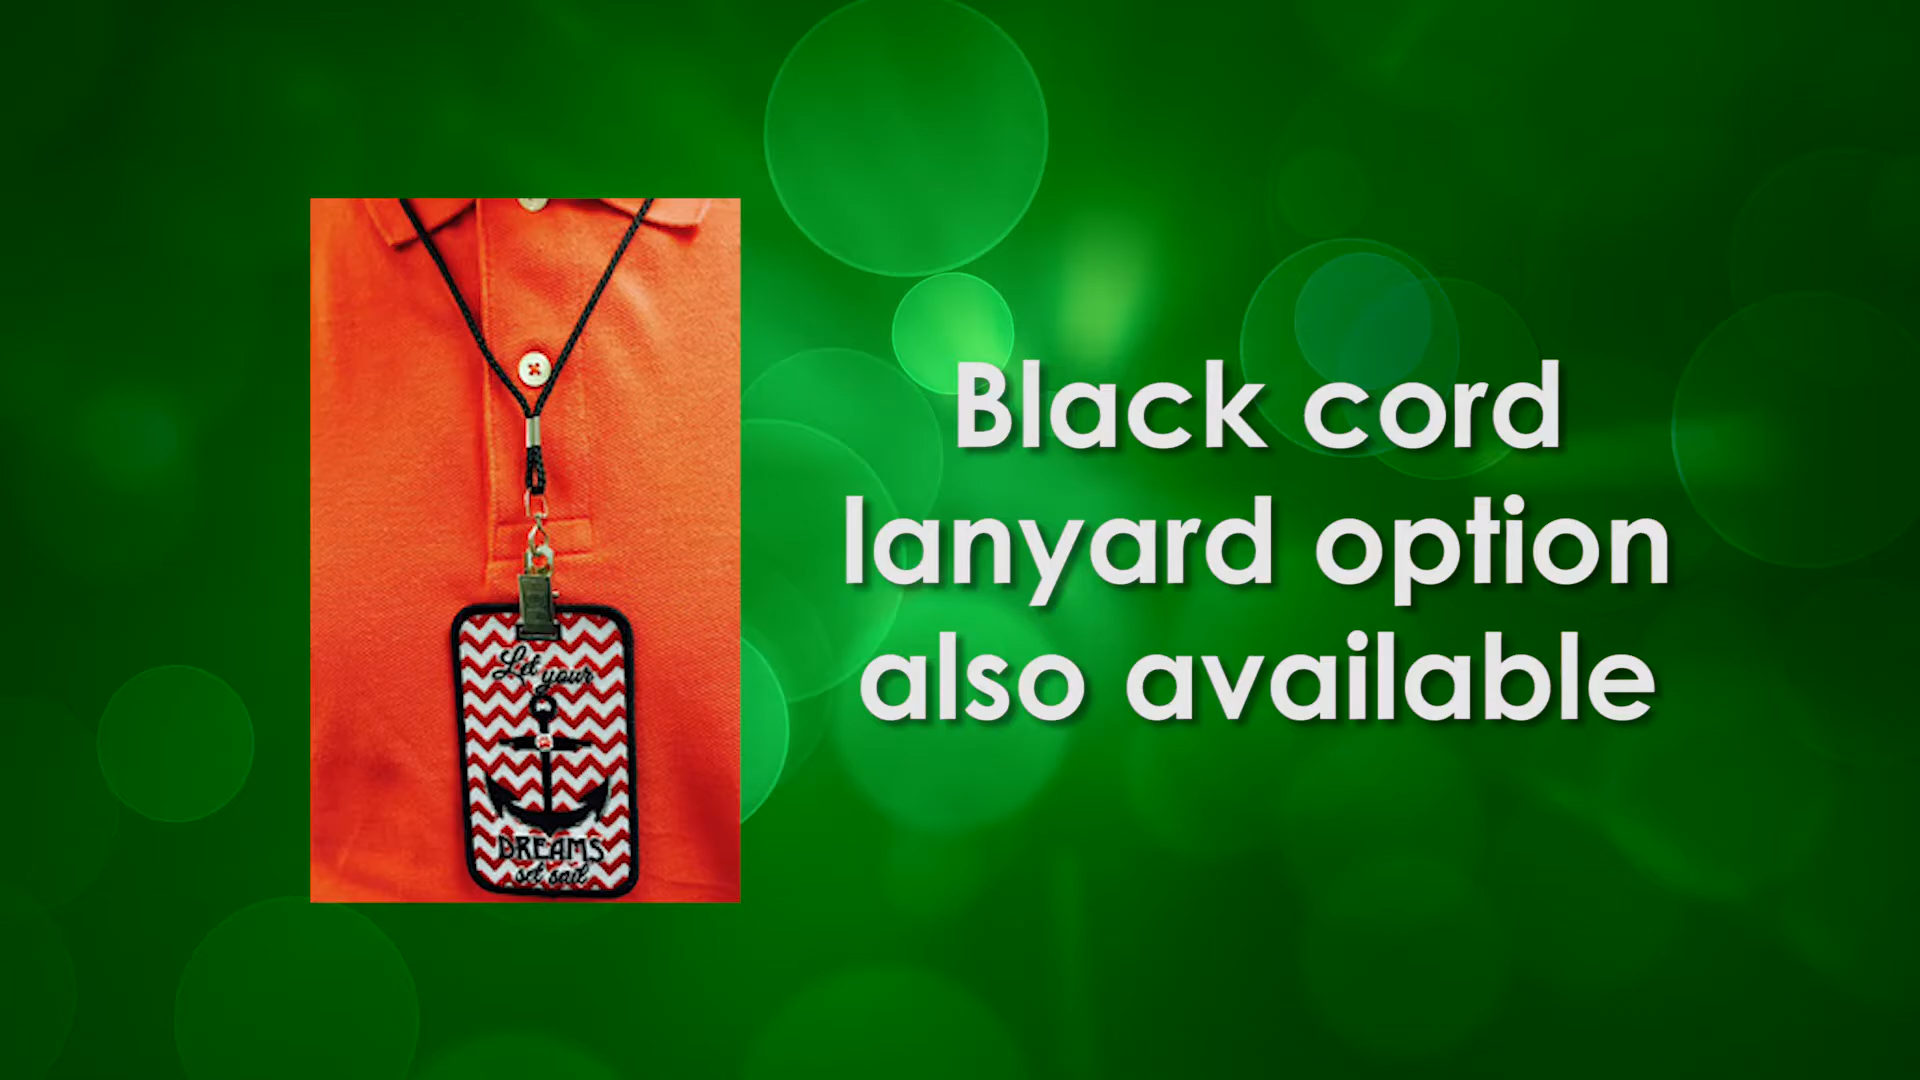 Black cord
lanyard option
also available
Let your
DREAMS
set sail